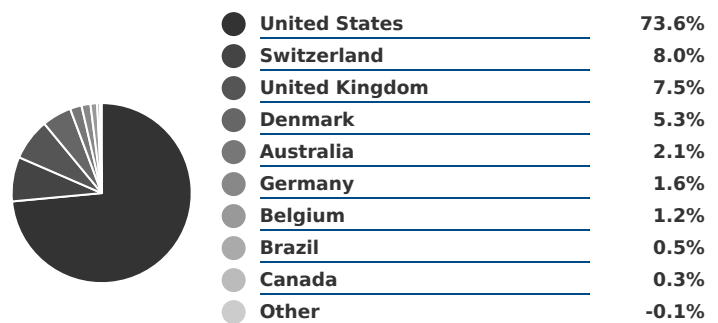 United States 73.6%
Switzerland 8.0%
United Kingdom 7.5%
Denmark 5.3%
Australia 2.1%
Germany 1.6%
Belgium 1.2%
Brazil 0.5%
Canada 0.3%
Other -0.1%